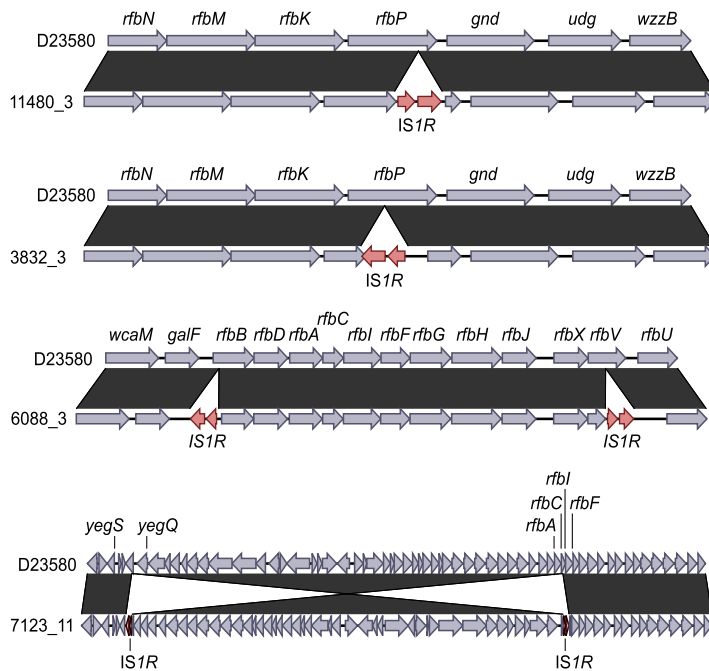 rfbN rfbM rfbK rfbP gnd udg wzzB
D23580
11480_3
IS1R
rfbN rfbM rfbK rfbP gnd udg wzzB
D23580
3832_3
IS1R
rfbC
wcaM galF rfbB rfbD rfbA rfbI rfbF rfbG rfbH rfbJ rfbX rfbV rfbU
D23580
6088_3
IS1R IS1R
rfbI
rfbC rfbF
yegS yegQ rfbA
D23580
7123_11
IS1R IS1R